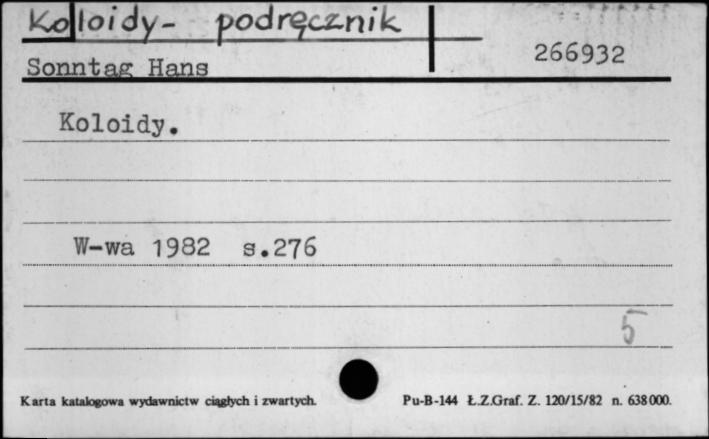 Koloidy- podręcznik
266932
Sonntag Hans
Koloidy.
W-wa 1982 s.276
5
Karta katalogowa wydawnictw ciągłych i zwartych.
Pu-B-144 Ł.Z.Graf. Z. 120/15/82 n. 638000.